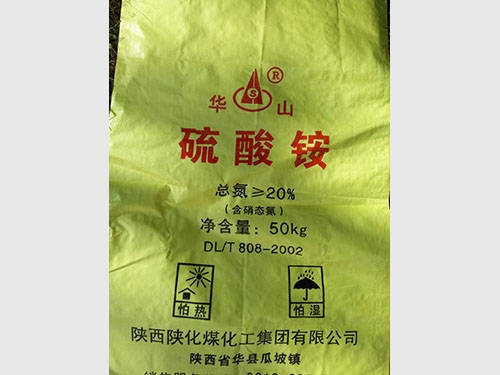 华 S 山 ®
硫酸铵
总氮≥20%
(含硝态氮)
净含量:50kg
DL/T 808-2002
怕热 怕湿
陕西陕化煤化工集团有限公司
陕西省华县瓜坡镇